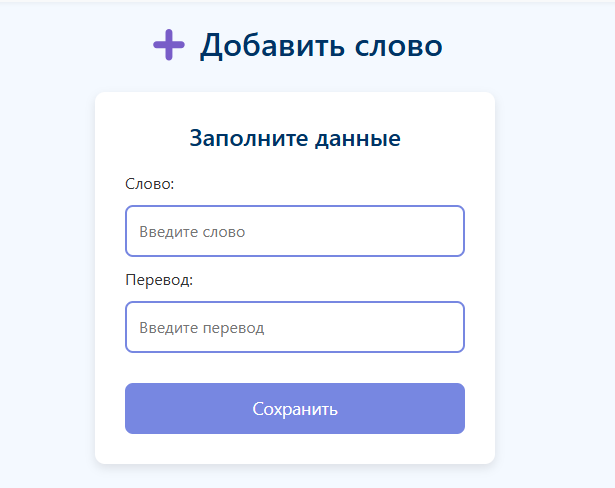 Добавить слово
Заполните данные
Слово:
Введите слово
Перевод:
Введите перевод
Сохранить